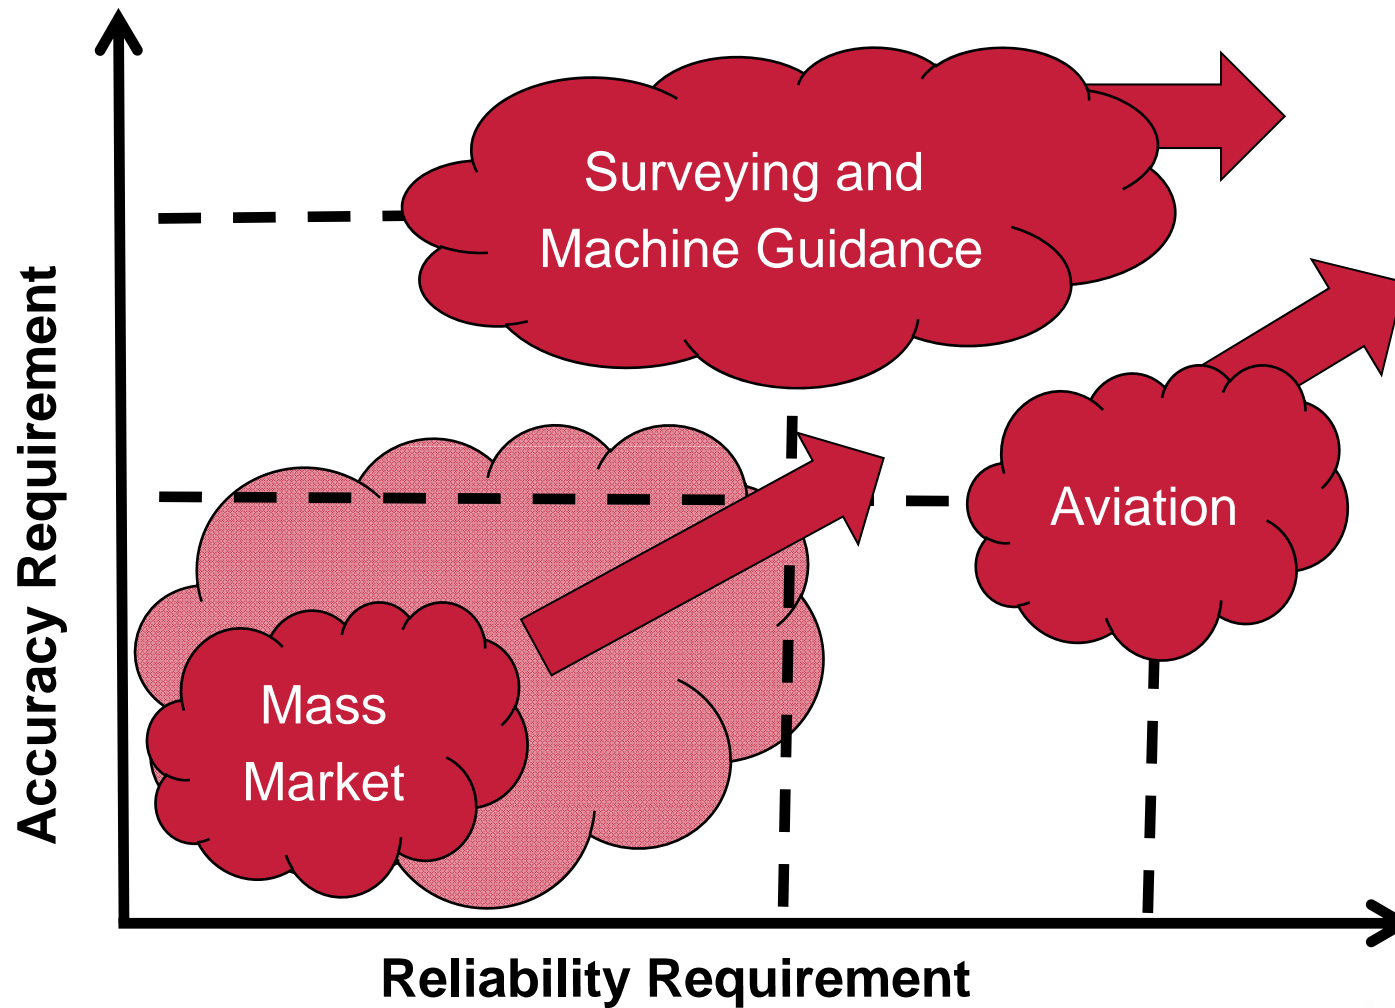 Surveying and
Machine Guidance
Aviation
Mass
Market
Accuracy Requirement
Reliability Requirement